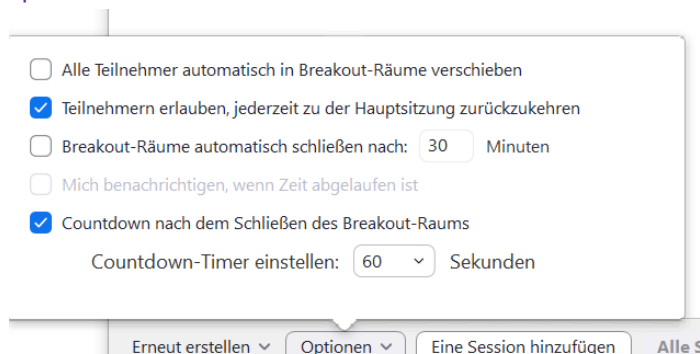 Alle Teilnehmer automatisch in Breakout-Räume verschieben
Teilnehmern erlauben, jederzeit zu der Hauptsitzung zurückzukehren
Breakout-Räume automatisch schließen nach: 30 Minuten
Mich benachrichtigen, wenn Zeit abgelaufen ist
Countdown nach dem Schließen des Breakout-Raums
Countdown-Timer einstellen: 60 Sekunden
Erneut erstellen Optionen Eine Session hinzufügen Alle